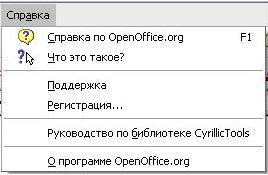 Справка
Справка по OpenOffice.org F1
Что это такое?
Поддержка
Регистрация...
Руководство по библиотеке CyrillicTools
О программе OpenOffice.org